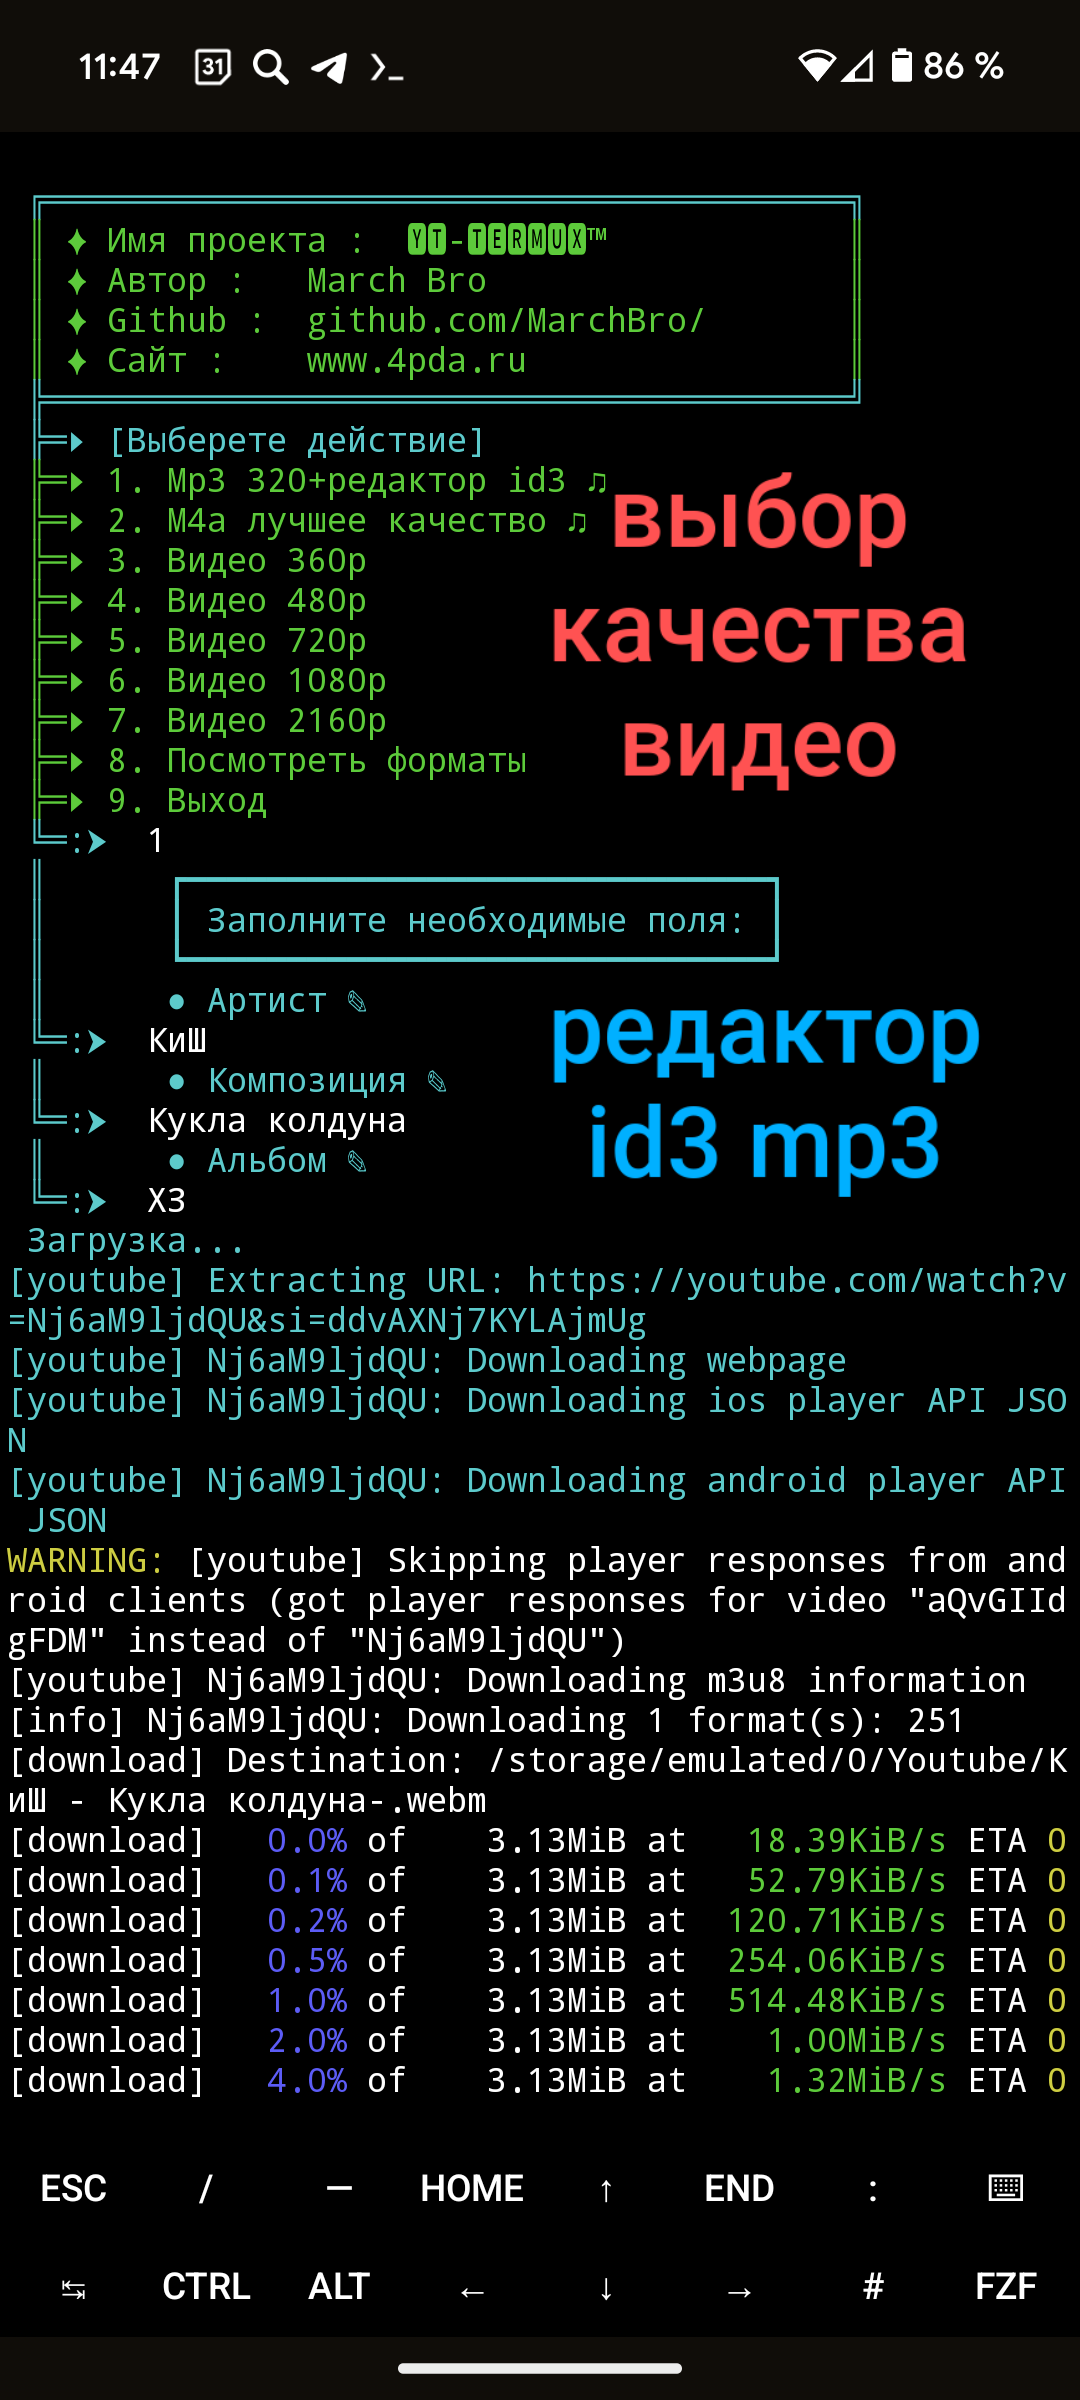 11:47 31 86 %
✦ Имя проекта : YT-TERMUX™
✦ Автор : March Bro
✦ Github : github.com/MarchBro/
✦ Сайт : www.4pda.ru
[Выберете действие]
1. Mp3 320+редактор id3 ♫
2. M4a лучшее качество ♫
3. Видео 360p
4. Видео 480p
5. Видео 720p
6. Видео 1080p
7. Видео 2160p
8. Посмотреть форматы
9. Выход
выбор
качества
видео
1
Заполните необходимые поля:
• Артист ✎
КиШ
• Композиция ✎
Кукла колдуна
• Альбом ✎
ХЗ
редактор
id3 mp3
Загрузка...
[youtube] Extracting URL: https://youtube.com/watch?v
=Nj6aM9ljdQU&si=ddvAXNj7KYLAjmUg
[youtube] Nj6aM9ljdQU: Downloading webpage
[youtube] Nj6aM9ljdQU: Downloading ios player API JSO
N
[youtube] Nj6aM9ljdQU: Downloading android player API
JSON
WARNING: [youtube] Skipping player responses from and
roid clients (got player responses for video "aQvGIId
gFDM" instead of "Nj6aM9ljdQU")
[youtube] Nj6aM9ljdQU: Downloading m3u8 information
[info] Nj6aM9ljdQU: Downloading 1 format(s): 251
[download] Destination: /storage/emulated/0/Youtube/К
иШ - Кукла колдуна-.webm
[download] 0.0% of 3.13MiB at 18.39KiB/s ETA 0
[download] 0.1% of 3.13MiB at 52.79KiB/s ETA 0
[download] 0.2% of 3.13MiB at 120.71KiB/s ETA 0
[download] 0.5% of 3.13MiB at 254.06KiB/s ETA 0
[download] 1.0% of 3.13MiB at 514.48KiB/s ETA 0
[download] 2.0% of 3.13MiB at 1.00MiB/s ETA 0
[download] 4.0% of 3.13MiB at 1.32MiB/s ETA 0
ESC / — HOME ↑ END :
↹ CTRL ALT ← ↓ → # FZF